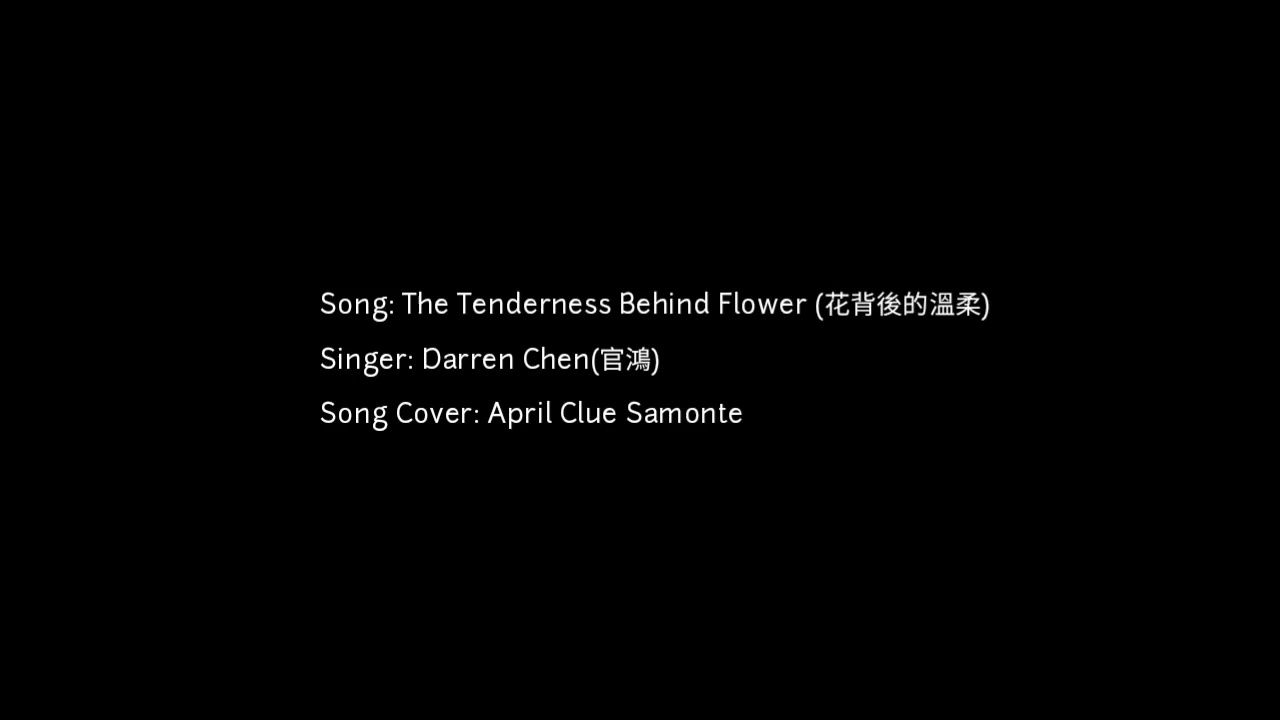 Song: The Tenderness Behind Flower (花背後的溫柔)
Singer: Darren Chen(官鴻)
Song Cover: April Clue Samonte